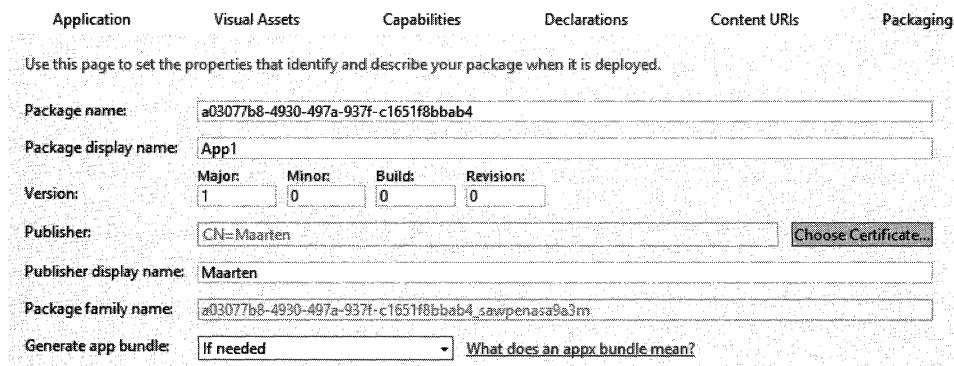 Application Visual Assets Capabilities Declarations Content URIs Packaging
Use this page to set the properties that identify and describe your package when it is deployed.
Package name: a03077b8-4930-497a-937f-c1651f8bbab4
Package display name: App1
Major: Minor: Build: Revision:
Version: 1 0 0 0
Publisher: CN=Maarten Choose Certificate...
Publisher display name: Maarten
Package family name: a03077b8-4930-497a-937f-c1651f8bbab4_sawpenasa9a3m
Generate app bundle: If needed What does an appx bundle mean?